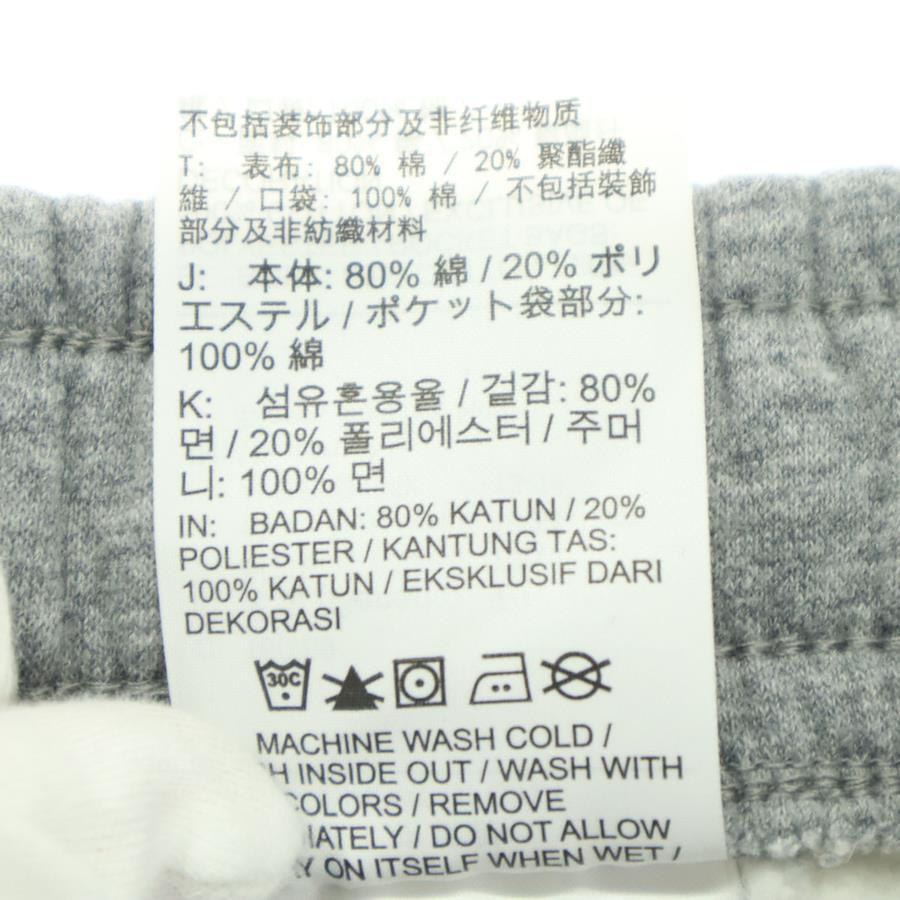 不包括装饰部分及非纤维物质
T: 表布: 80% 棉 / 20% 聚酯纖
維 / 口袋: 100% 棉 / 不包括裝飾
部分及非紡織材料
J: 本体: 80% 綿 / 20% ポリ
エステル / ポケット袋部分:
100% 綿
K: 섬유혼용율 / 겉감: 80%
면 / 20% 폴리에스터 / 주머
니: 100% 면
IN: BADAN: 80% KATUN / 20%
POLIESTER / KANTUNG TAS:
100% KATUN / EKSKLUSIF DARI
DEKORASI
30C
MACHINE WASH COLD /
INSIDE OUT / WASH WITH
COLORS / REMOVE
/ DO NOT ALLOW
ON ITSELF WHEN WET /